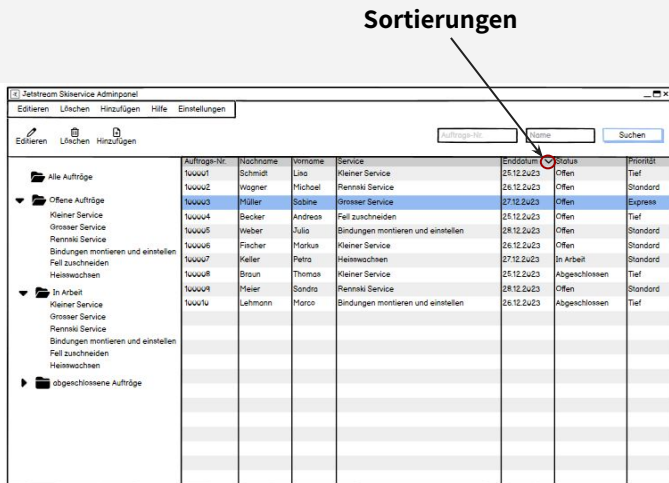 Sortierungen
Jetstream Skiservice Adminpanel
Editieren Löschen Hinzufügen Hilfe Einstellungen
Editieren Löschen Hinzufügen Auftrags-Nr. Name Suchen
Auftrags-Nr. Nachname Vorname Service Enddatum Status Priorität
100001 Schmidt Lina Kleiner Service 25.12.2023 Offen Tief
100002 Wagner Michael Rennski Service 26.12.2023 Offen Standard
100003 Müller Sabine Grosser Service 27.12.2023 Offen Express
100004 Becker Andreas Fell zuschneiden 25.12.2023 Offen Tief
100005 Weber Julia Bindungen montieren und einstellen 28.12.2023 Offen Standard
100006 Fischer Markus Kleiner Service 26.12.2023 Offen Standard
100007 Keller Petra Heisswachsen 27.12.2023 In Arbeit Standard
100008 Braun Thomas Kleiner Service 25.12.2023 Abgeschlossen Tief
100009 Meier Sandra Rennski Service 28.12.2023 Offen Standard
100010 Lehmann Marco Bindungen montieren und einstellen 26.12.2023 Abgeschlossen Tief
Alle Aufträge
Offene Aufträge
Kleiner Service
Grosser Service
Rennski Service
Bindungen montieren und einstellen
Fell zuschneiden
Heisswachsen
In Arbeit
Kleiner Service
Grosser Service
Rennski Service
Bindungen montieren und einstellen
Fell zuschneiden
Heisswachsen
abgeschlossene Aufträge